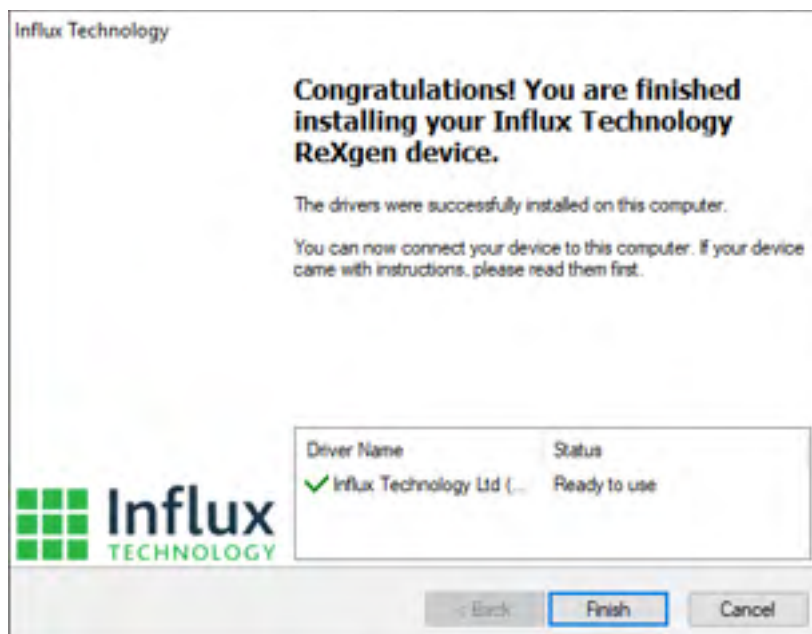 Influx Technology
Congratulations! You are finished
installing your Influx Technology
ReXgen device.
The drivers were successfully installed on this computer.
You can now connect your device to this computer. If your device
came with instructions, please read them first.
Driver Name Status
Influx Technology Ltd (... Ready to use
Influx
TECHNOLOGY
< Back Finish Cancel